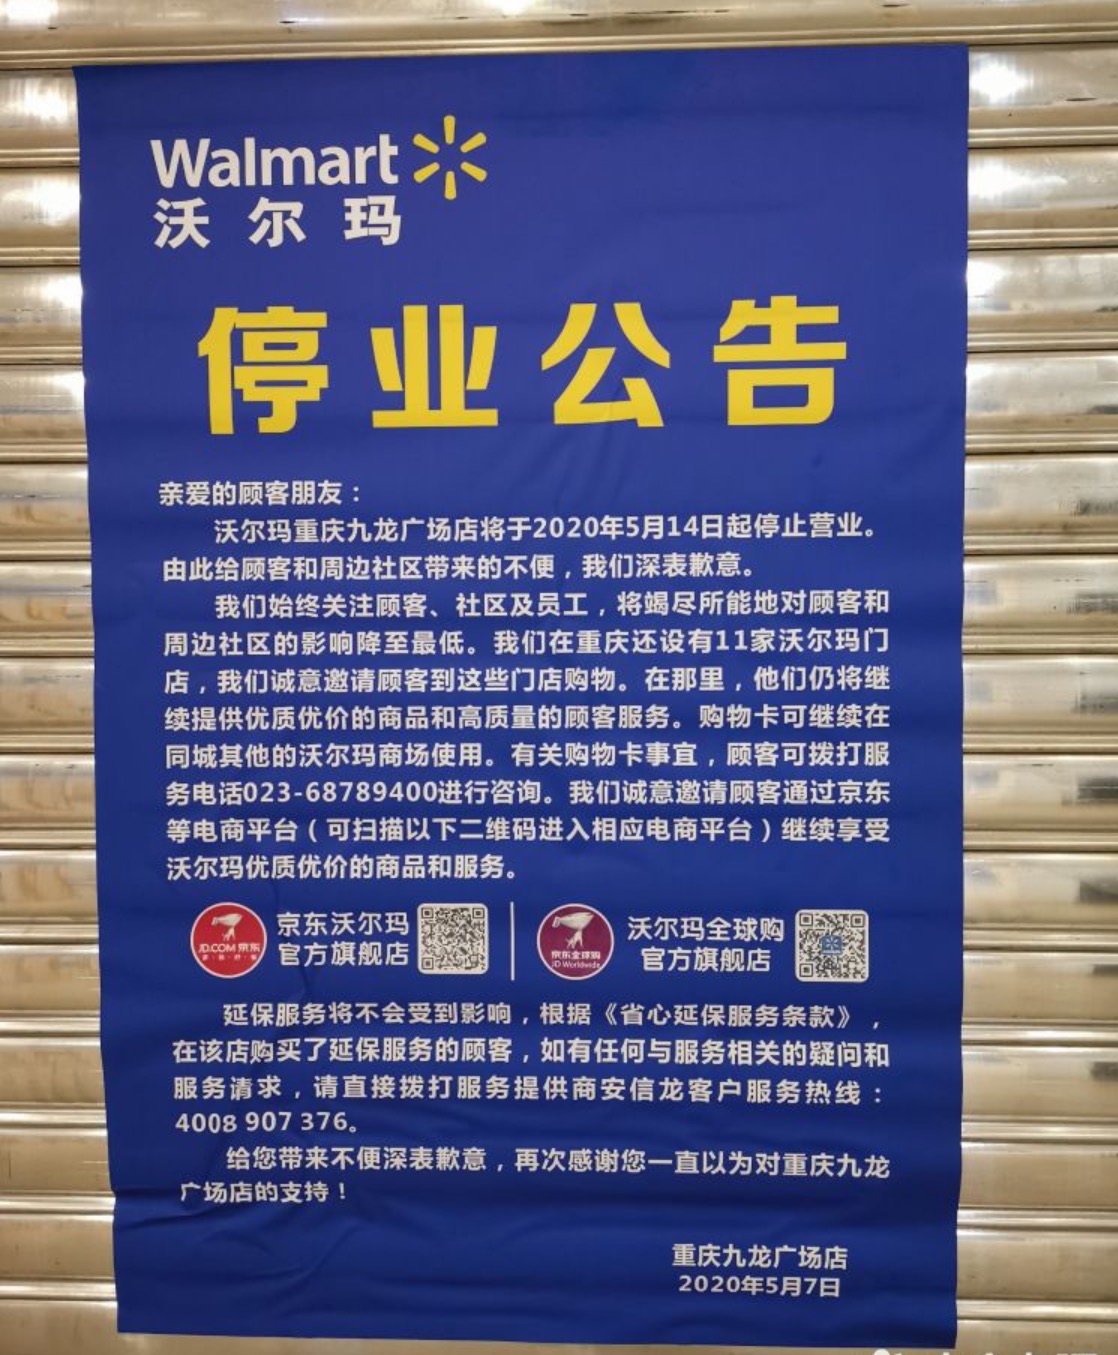 Walmart
沃尔玛
停业公告
亲爱的顾客朋友：
沃尔玛重庆九龙广场店将于2020年5月14日起停止营业。
由此给顾客和周边社区带来的不便，我们深表歉意。
我们始终关注顾客、社区及员工，将竭尽所能地对顾客和
周边社区的影响降至最低。我们在重庆还设有11家沃尔玛门
店，我们诚意邀请顾客到这些门店购物。在那里，他们仍将继
续提供优质优价的商品和高质量的顾客服务。购物卡可继续在
同城其他的沃尔玛商场使用。有关购物卡事宜，顾客可拨打服
务电话023-68789400进行咨询。我们诚意邀请顾客通过京东
等电商平台（可扫描以下二维码进入相应电商平台）继续享受
沃尔玛优质优价的商品和服务。
JD.COM 京东
京东沃尔玛
官方旗舰店
京东全球购
JD Worldwide
沃尔玛全球购
官方旗舰店
延保服务将不会受到影响，根据《省心延保服务条款》，
在该店购买了延保服务的顾客，如有任何与服务相关的疑问和
服务请求，请直接拨打服务提供商安信龙客户服务热线：
4008 907 376。
给您带来不便深表歉意，再次感谢您一直以为对重庆九龙
广场店的支持！
重庆九龙广场店
2020年5月7日